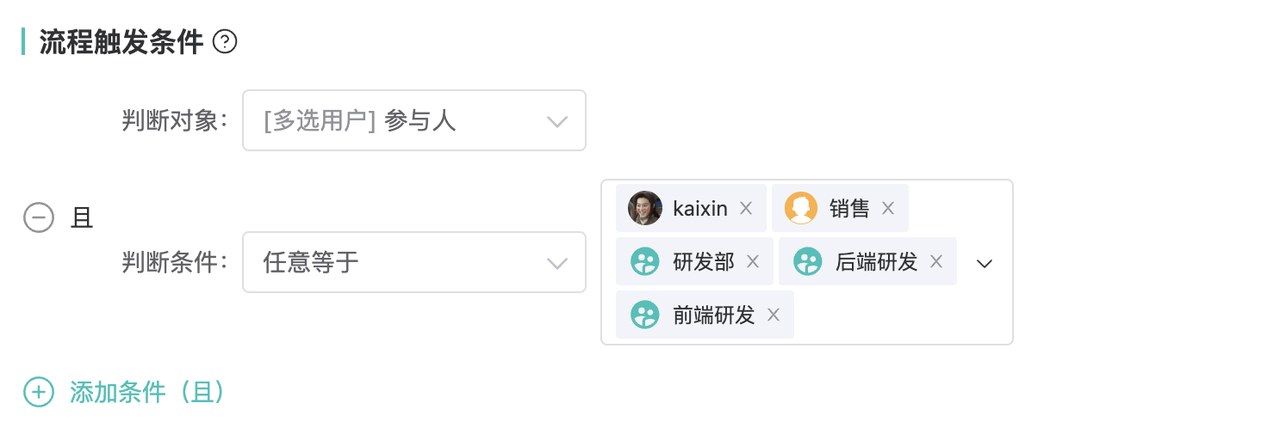 流程触发条件 ?
判断对象： [多选用户] 参与人
且
判断条件： 任意等于
kaixin × 销售 ×
研发部 × 后端研发 ×
前端研发 ×
添加条件（且）